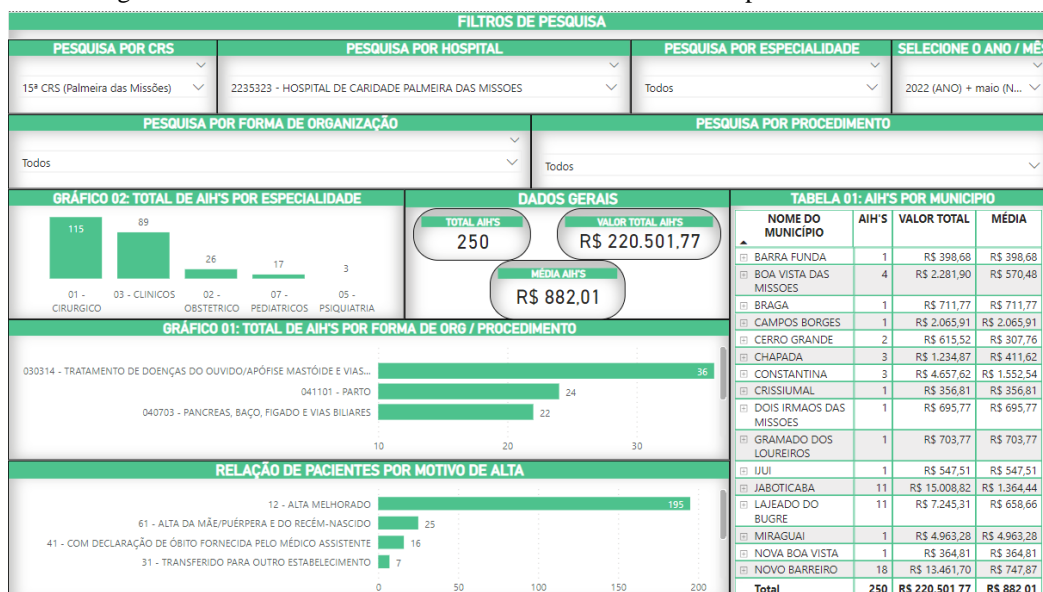 FILTROS DE PESQUISA
PESQUISA POR CRS
15ª CRS (Palmeira das Missões)
PESQUISA POR HOSPITAL
2235323 - HOSPITAL DE CARIDADE PALMEIRA DAS MISSOES
PESQUISA POR ESPECIALIDADE
Todos
SELECIONE O ANO / MÊS
2022 (ANO) + maio (N...
PESQUISA POR FORMA DE ORGANIZAÇÃO
Todos
PESQUISA POR PROCEDIMENTO
Todos
GRÁFICO 02: TOTAL DE AIH'S POR ESPECIALIDADE
115 89 26 17 3
01 - CIRURGICO
03 - CLINICOS
02 - OBSTETRICO
07 - PEDIATRICOS
05 - PSIQUIATRIA
DADOS GERAIS
TOTAL AIH'S
250
VALOR TOTAL AIH'S
R$ 220.501,77
MÉDIA AIH'S
R$ 882,01
GRÁFICO 01: TOTAL DE AIH'S POR FORMA DE ORG / PROCEDIMENTO
030314 - TRATAMENTO DE DOENÇAS DO OUVIDO/APÓFISE MASTÓIDE E VIAS... 36
041101 - PARTO 24
040703 - PANCREAS, BAÇO, FIGADO E VIAS BILIARES 22
10 20 30
RELAÇÃO DE PACIENTES POR MOTIVO DE ALTA
12 - ALTA MELHORADO 195
61 - ALTA DA MÃE/PUÉRPERA E DO RECÉM-NASCIDO 25
41 - COM DECLARAÇÃO DE ÓBITO FORNECIDA PELO MÉDICO ASSISTENTE 16
31 - TRANSFERIDO PARA OUTRO ESTABELECIMENTO 7
0 50 100 150 200
TABELA 01: AIH'S POR MUNICIPIO
NOME DO MUNICÍPIO AIH'S VALOR TOTAL MÉDIA
BARRA FUNDA 1 R$ 398,68 R$ 398,68
BOA VISTA DAS MISSOES 4 R$ 2.281,90 R$ 570,48
BRAGA 1 R$ 711,77 R$ 711,77
CAMPOS BORGES 1 R$ 2.065,91 R$ 2.065,91
CERRO GRANDE 2 R$ 615,52 R$ 307,76
CHAPADA 3 R$ 1.234,87 R$ 411,62
CONSTANTINA 3 R$ 4.657,62 R$ 1.552,54
CRISSIUMAL 1 R$ 356,81 R$ 356,81
DOIS IRMAOS DAS MISSOES 1 R$ 695,77 R$ 695,77
GRAMADO DOS LOUREIROS 1 R$ 703,77 R$ 703,77
IJUI 1 R$ 547,51 R$ 547,51
JABOTICABA 11 R$ 15.008,82 R$ 1.364,44
LAJEADO DO BUGRE 11 R$ 7.245,31 R$ 658,66
MIRAGUAI 1 R$ 4.963,28 R$ 4.963,28
NOVA BOA VISTA 1 R$ 364,81 R$ 364,81
NOVO BARREIRO 18 R$ 13.461,70 R$ 747,87
Total 250 R$ 220.501,77 R$ 882,01